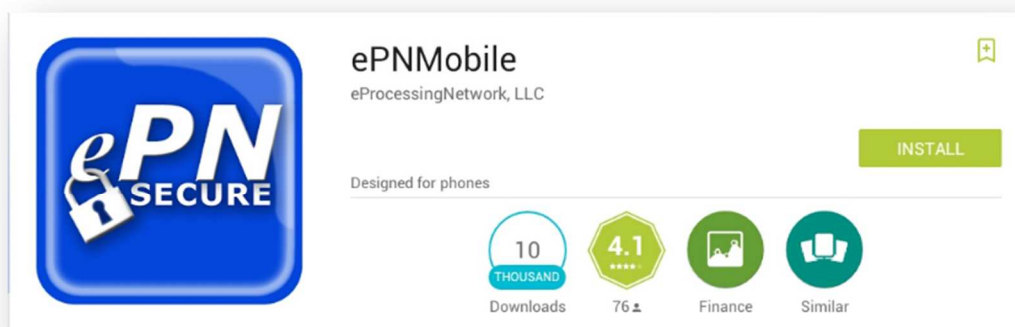 ePN
SECURE
ePNMobile
eProcessingNetwork, LLC
INSTALL
Designed for phones
10
THOUSAND
Downloads
4.1
76
Finance
Similar